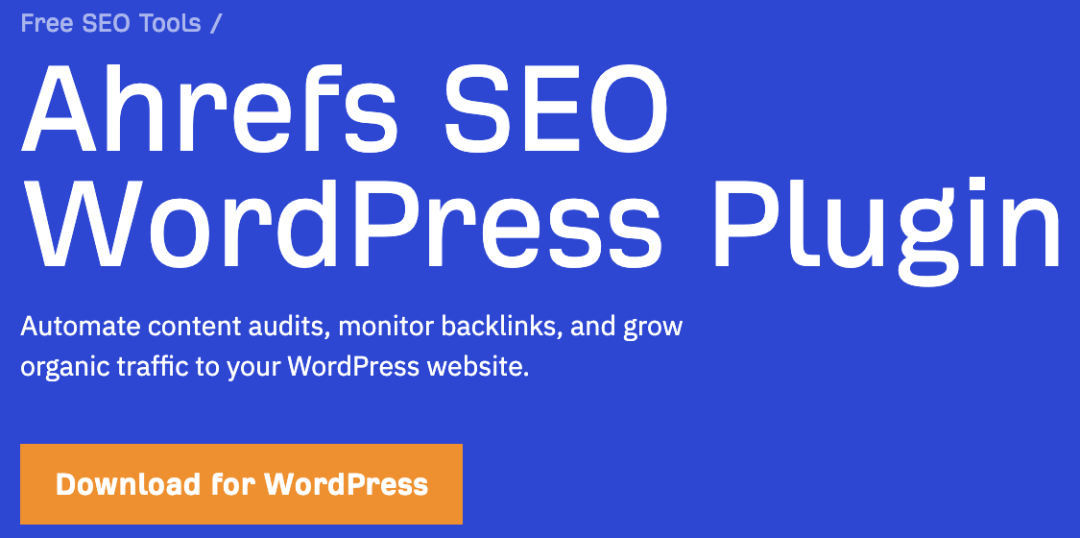 Free SEO Tools /
Ahrefs SEO
WordPress Plugin
Automate content audits, monitor backlinks, and grow
organic traffic to your WordPress website.
Download for WordPress